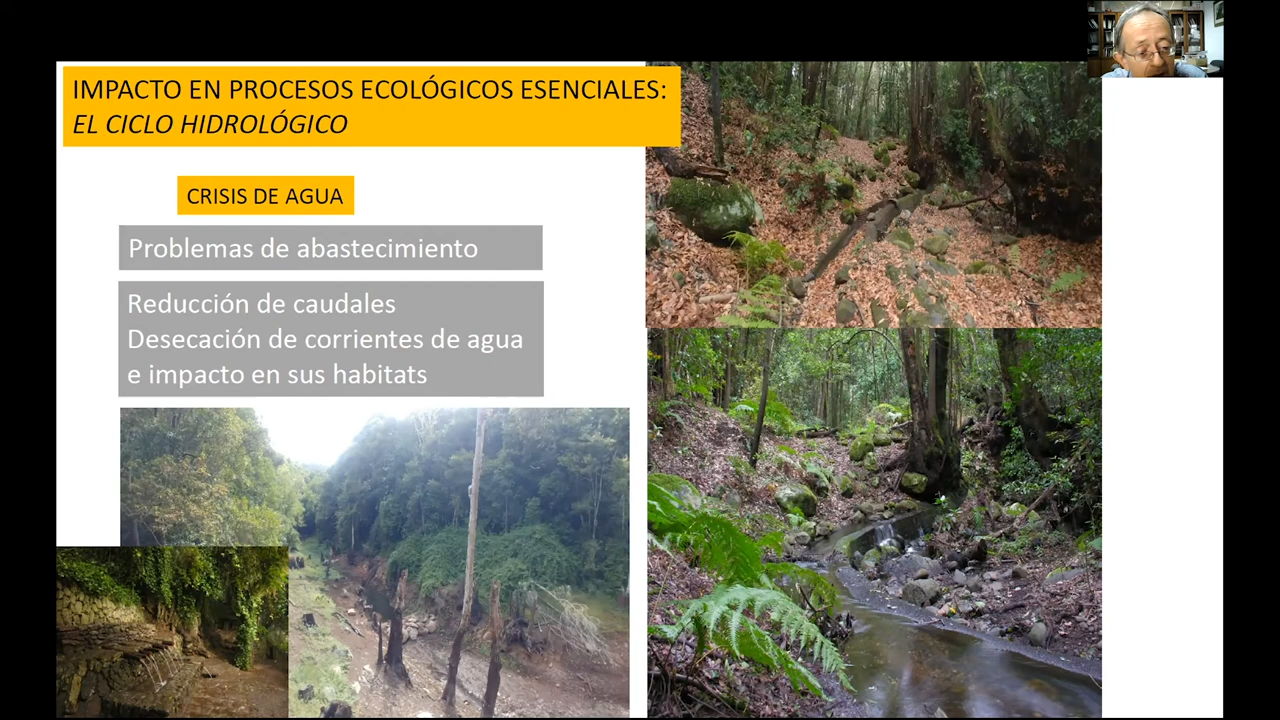 IMPACTO EN PROCESOS ECOLÓGICOS ESENCIALES:
EL CICLO HIDROLÓGICO
CRISIS DE AGUA
Problemas de abastecimiento
Reducción de caudales
Desecación de corrientes de agua
e impacto en sus habitats